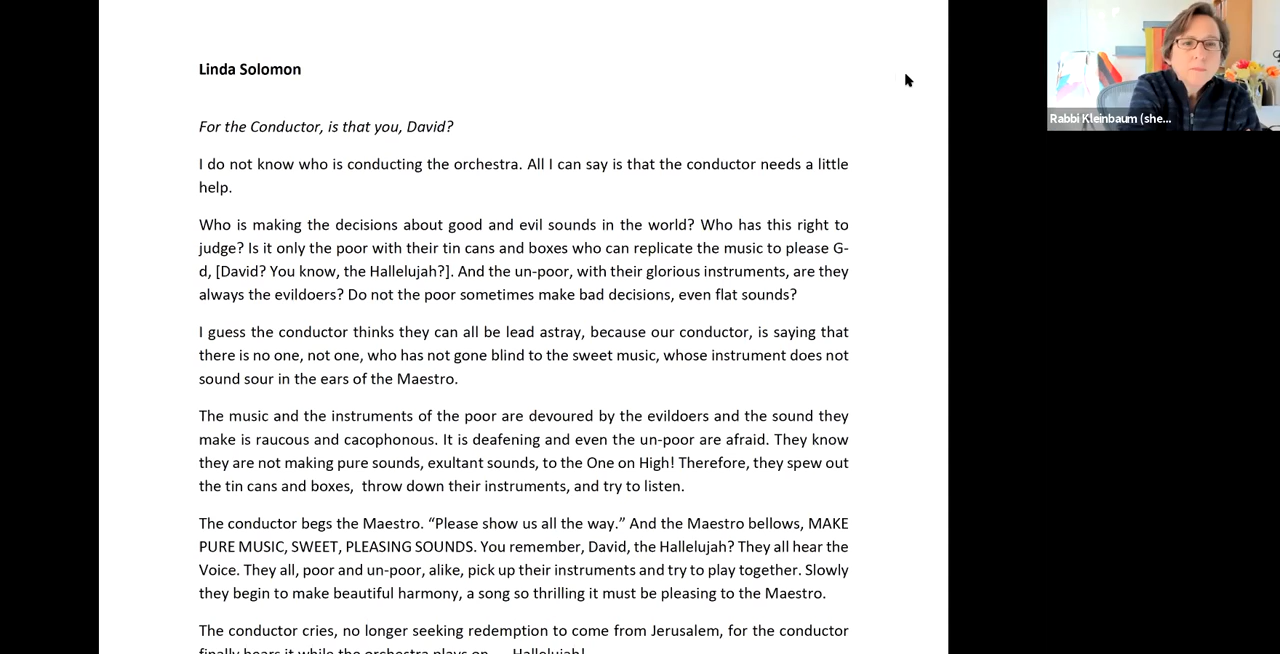 Linda Solomon
For the Conductor, is that you, David?
I do not know who is conducting the orchestra. All I can say is that the conductor needs a little
help.
Who is making the decisions about good and evil sounds in the world? Who has this right to
judge? Is it only the poor with their tin cans and boxes who can replicate the music to please G-
d, [David? You know, the Hallelujah?]. And the un-poor, with their glorious instruments, are they
always the evildoers? Do not the poor sometimes make bad decisions, even flat sounds?
I guess the conductor thinks they can all be lead astray, because our conductor, is saying that
there is no one, not one, who has not gone blind to the sweet music, whose instrument does not
sound sour in the ears of the Maestro.
The music and the instruments of the poor are devoured by the evildoers and the sound they
make is raucous and cacophonous. It is deafening and even the un-poor are afraid. They know
they are not making pure sounds, exultant sounds, to the One on High! Therefore, they spew out
the tin cans and boxes,  throw down their instruments, and try to listen.
The conductor begs the Maestro. “Please show us all the way.” And the Maestro bellows, MAKE
PURE MUSIC, SWEET, PLEASING SOUNDS. You remember, David, the Hallelujah? They all hear the
Voice. They all, poor and un-poor, alike, pick up their instruments and try to play together. Slowly
they begin to make beautiful harmony, a song so thrilling it must be pleasing to the Maestro.
The conductor cries, no longer seeking redemption to come from Jerusalem, for the conductor
finally hears it while the orchestra plays on Hallelujah!
Rabbi Kleinbaum (she...